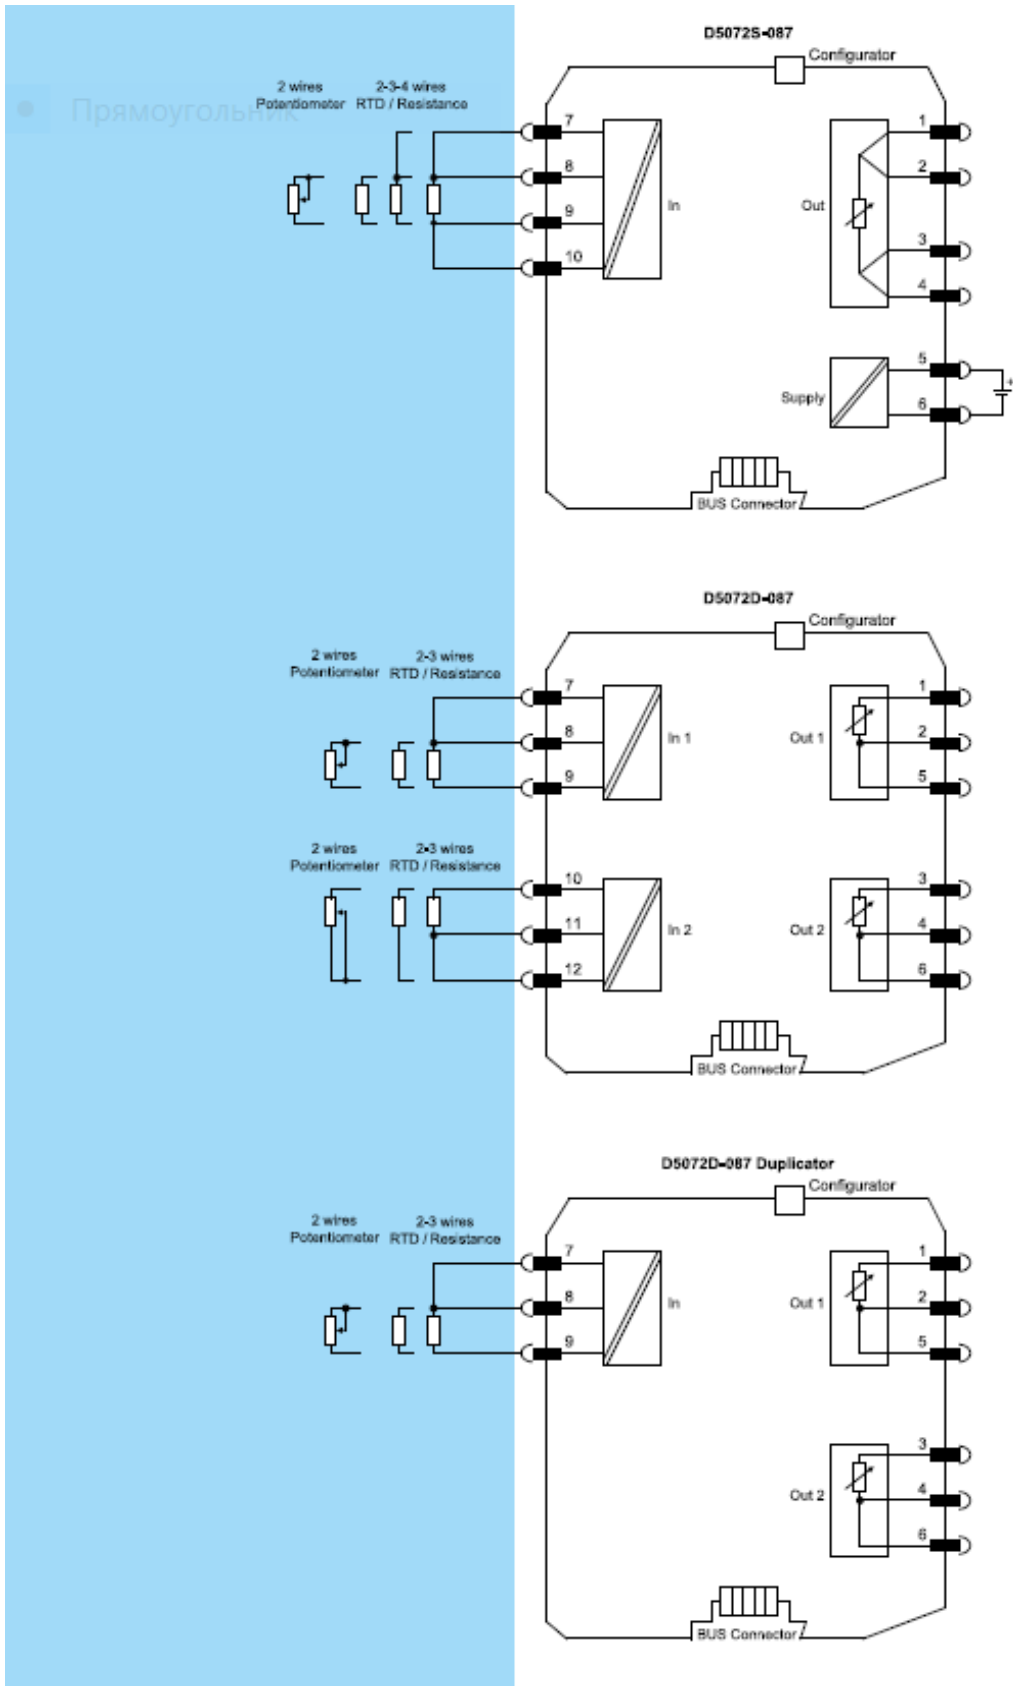 D5072S-087
Configurator
2 wires
Potentiometer
2-3-4 wires
RTD / Resistance
Прямоугольник
7
8
9
10
In
Out
1
2
3
4
Supply
5
6
+
BUS Connector
D5072D-087
Configurator
2 wires
Potentiometer
2-3 wires
RTD / Resistance
7
8
9
In 1
Out 1
1
2
5
2 wires
Potentiometer
2-3 wires
RTD / Resistance
10
11
12
In 2
Out 2
3
4
6
BUS Connector
D5072D-087 Duplicator
Configurator
2 wires
Potentiometer
2-3 wires
RTD / Resistance
7
8
9
In
Out 1
1
2
5
Out 2
3
4
6
BUS Connector